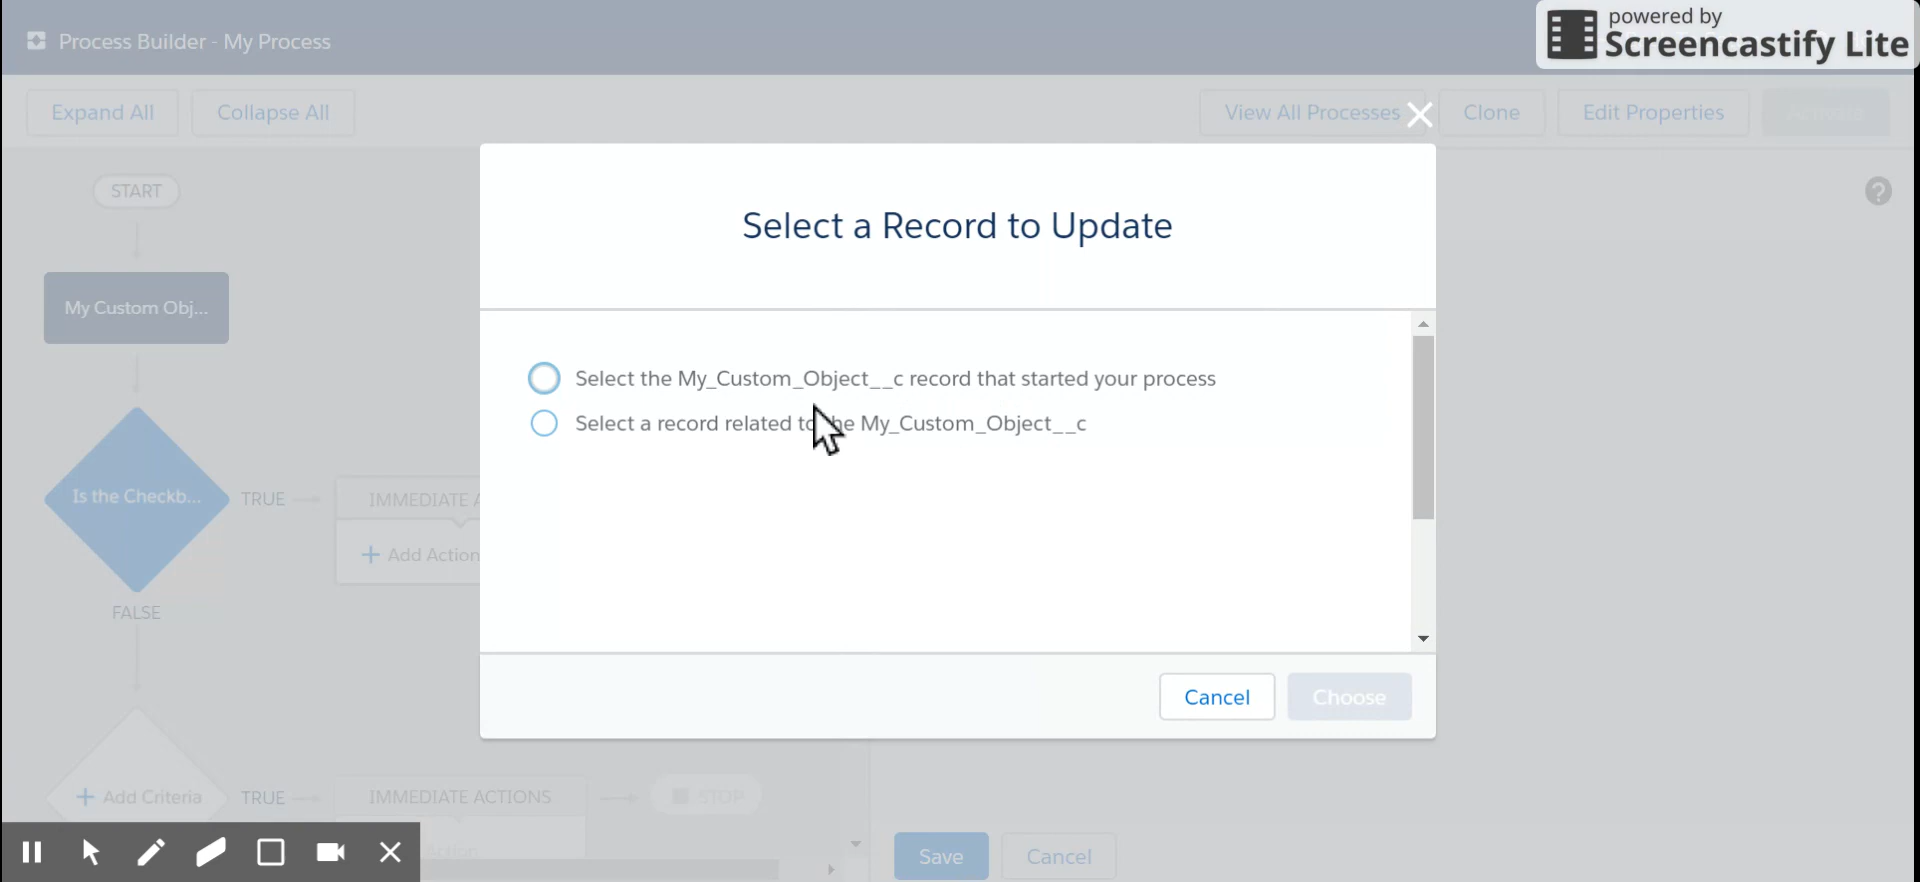 powered by
Screencastify Lite
Process Builder - My Process
Expand All
Collapse All
View All Processes
Clone
Edit Properties
START
Select a Record to Update
My Custom Obj...
Select the My_Custom_Object__c record that started your process
Select a record related to the My_Custom_Object__c
Is the Checkb...
TRUE
IMMEDIATE A
+ Add Action
FALSE
Cancel
Choose
+ Add Criteria
TRUE
IMMEDIATE ACTIONS
STOP
Save
Cancel